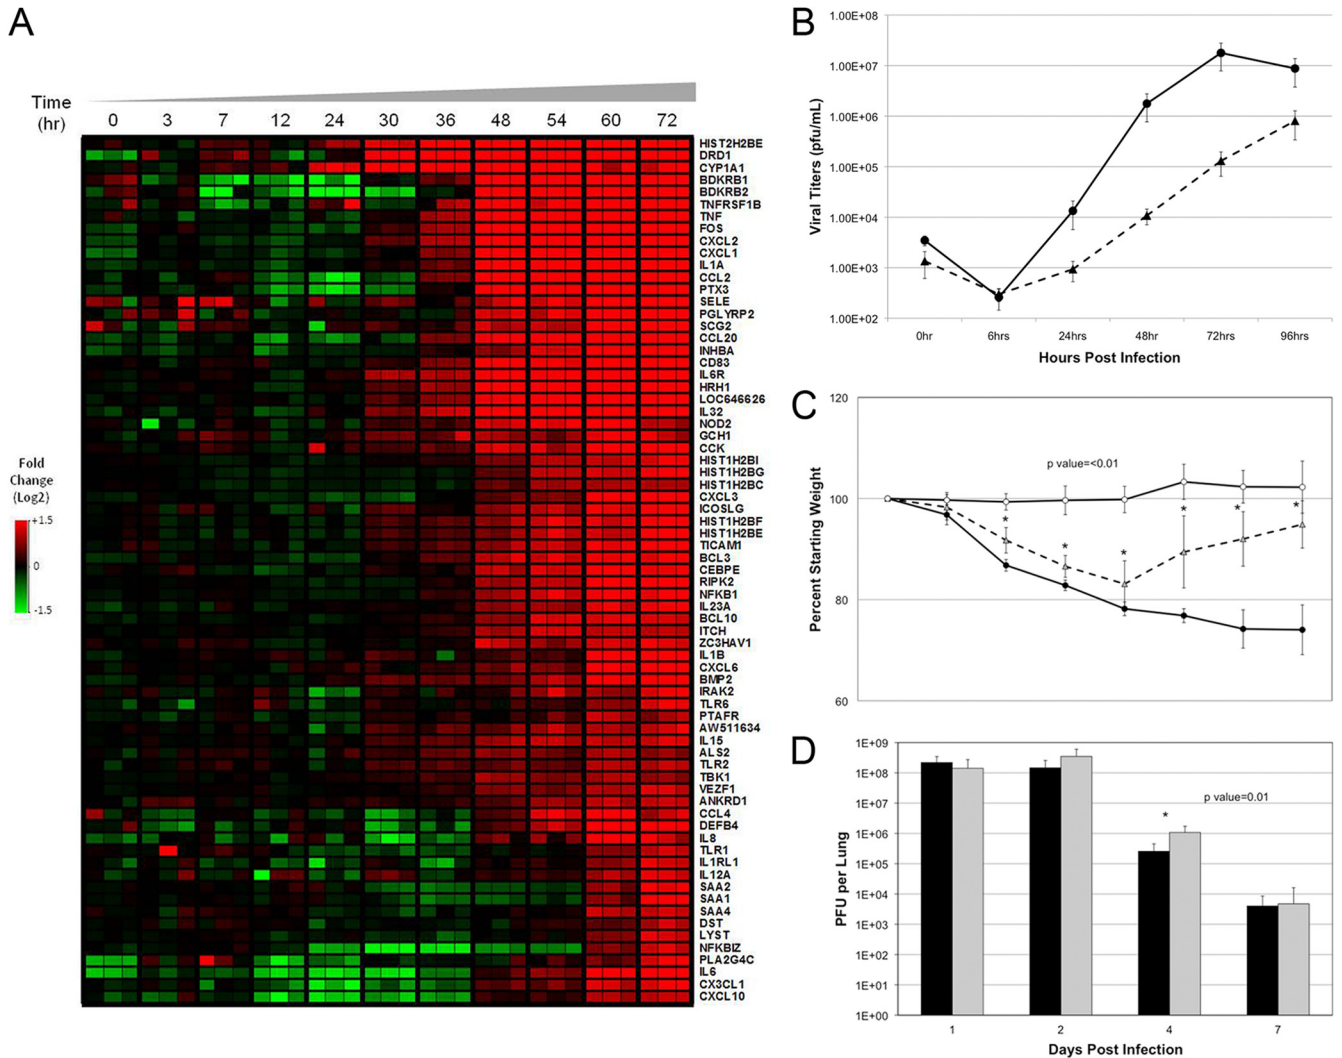 A
Time
(hr)
0 3 7 12 24 30 36 48 54 60 72
HIST2H2BE
DRD1
CYP1A1
BDKRB1
BDKRB2
TNFRSF1B
TNF
FOS
CXCL2
CXCL1
IL1A
CCL2
PTX3
SELE
PGLYRP2
SCG2
CCL20
INHBA
CD83
IL6R
HRH1
LOC646626
IL32
NOD2
GCH1
CCK
HIST1H2BI
HIST1H2BG
HIST1H2BC
CXCL3
ICOSLG
HIST1H2BF
HIST1H2BE
TICAM1
BCL3
CEBPE
RIPK2
NFKB1
IL23A
BCL10
ITCH
ZC3HAV1
IL1B
CXCL6
BMP2
IRAK2
TLR6
PTAFR
AW511634
IL15
ALS2
TLR2
TBK1
VEZF1
ANKRD1
CCL4
DEFB4
IL8
TLR1
IL1RL1
IL12A
SAA2
SAA1
SAA4
DST
LYST
NFKBIZ
PLA2G4C
IL6
CX3CL1
CXCL10
Fold
Change
(Log2)
+1.5
0
-1.5
B
Viral Titers (pfu/mL)
1.00E+08
1.00E+07
1.00E+06
1.00E+05
1.00E+04
1.00E+03
1.00E+02
0hr 6hrs 24hrs 48hr 72hrs 96hrs
Hours Post Infection
C
Percent Starting Weight
120
100
80
60
p value=<0.01
* * * * * *
D
PFU per Lung
1E+09
1E+08
1E+07
1E+06
1E+05
1E+04
1E+03
1E+02
1E+01
1E+00
p value=0.01
*
1 2 4 7
Days Post Infection